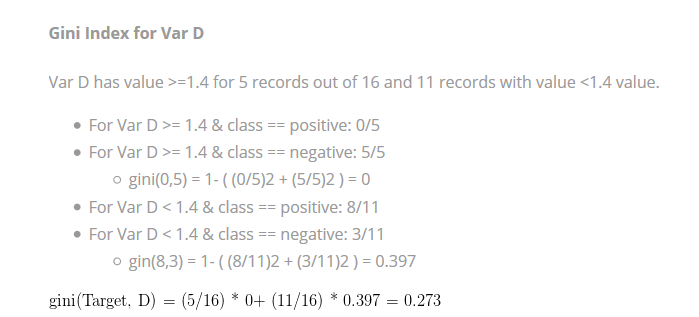 Gini Index for Var D
Var D has value >=1.4 for 5 records out of 16 and 11 records with value <1.4 value.
• For Var D >= 1.4 & class == positive: 0/5
• For Var D >= 1.4 & class == negative: 5/5
○ gini(0,5) = 1- ( (0/5)2 + (5/5)2 ) = 0
• For Var D < 1.4 & class == positive: 8/11
• For Var D < 1.4 & class == negative: 3/11
○ gin(8,3) = 1- ( (8/11)2 + (3/11)2 ) = 0.397
gini(Target, D) = (5/16) * 0+ (11/16) * 0.397 = 0.273